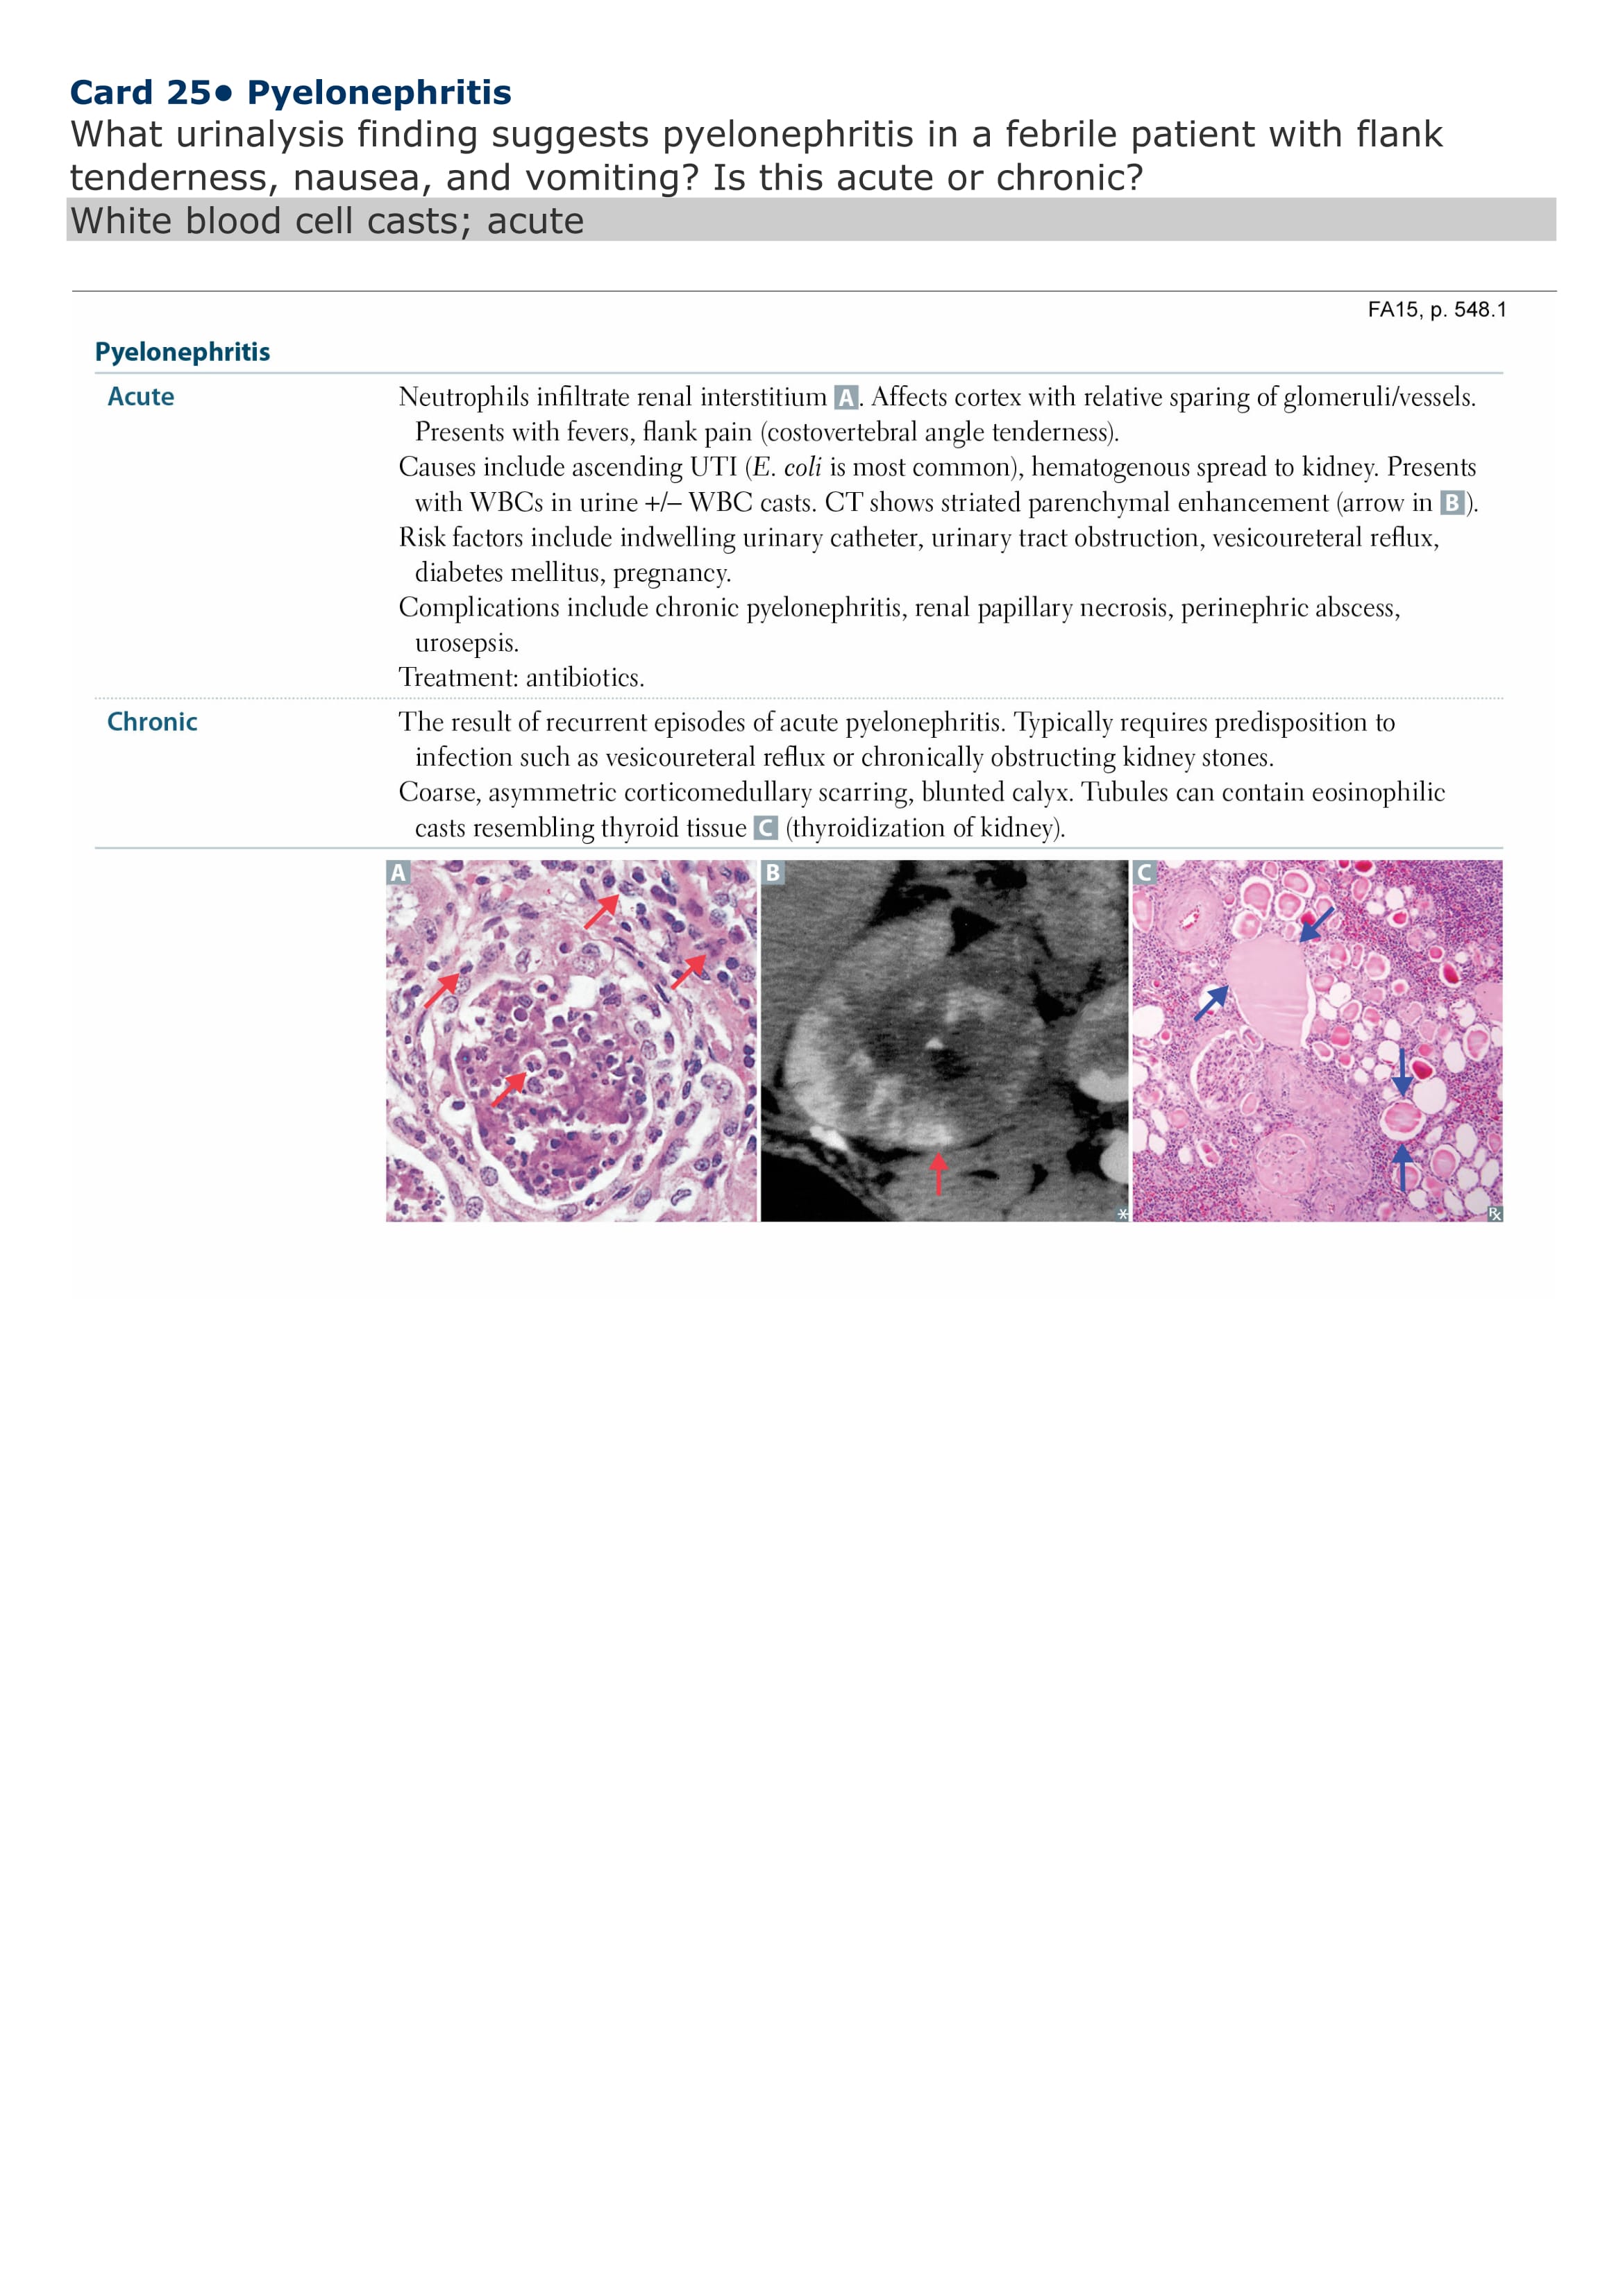 Card 25● Pyelonephritis
What urinalysis finding suggests pyelonephritis in a febrile patient with flank
tenderness, nausea, and vomiting? Is this acute or chronic?
White blood cell casts; acute
FA15, p. 548.1
Pyelonephritis
Acute
Neutrophils infiltrate renal interstitium A. Affects cortex with relative sparing of glomeruli/vessels.
Presents with fevers, flank pain (costovertebral angle tenderness).
Causes include ascending UTI (E. coli is most common), hematogenous spread to kidney. Presents
with WBCs in urine +/– WBC casts. CT shows striated parenchymal enhancement (arrow in B).
Risk factors include indwelling urinary catheter, urinary tract obstruction, vesicoureteral reflux,
diabetes mellitus, pregnancy.
Complications include chronic pyelonephritis, renal papillary necrosis, perinephric abscess,
urosepsis.
Treatment: antibiotics.
Chronic
The result of recurrent episodes of acute pyelonephritis. Typically requires predisposition to
infection such as vesicoureteral reflux or chronically obstructing kidney stones.
Coarse, asymmetric corticomedullary scarring, blunted calyx. Tubules can contain eosinophilic
casts resembling thyroid tissue C (thyroidization of kidney).
A
B
C
*
Rx